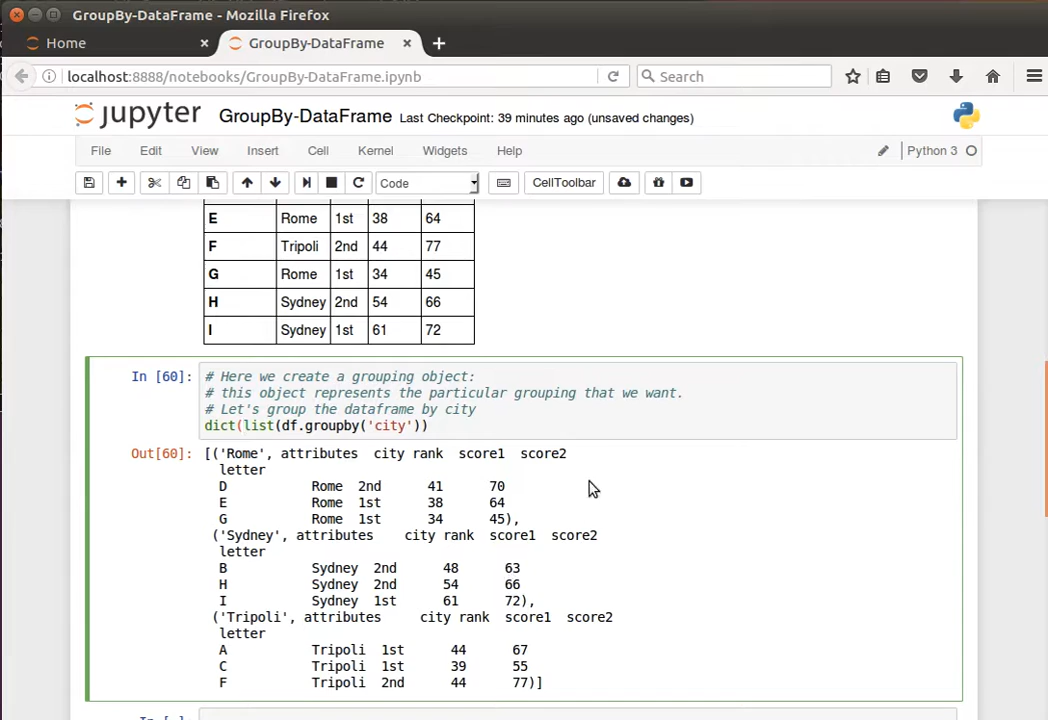 GroupBy-DataFrame - Mozilla Firefox
Home
GroupBy-DataFrame
localhost:8888/notebooks/GroupBy-DataFrame.ipynb
Search
jupyter GroupBy-DataFrame Last Checkpoint: 39 minutes ago (unsaved changes)
File Edit View Insert Cell Kernel Widgets Help Python 3
Code CellToolbar
E Rome 1st 38 64
F Tripoli 2nd 44 77
G Rome 1st 34 45
H Sydney 2nd 54 66
I Sydney 1st 61 72
In [60]: # Here we create a grouping object:
# this object represents the particular grouping that we want.
# Let's group the dataframe by city
dict(list(df.groupby('city'))
Out[60]: [('Rome', attributes city rank score1 score2
letter
D Rome 2nd 41 70
E Rome 1st 38 64
G Rome 1st 34 45),
('Sydney', attributes city rank score1 score2
letter
B Sydney 2nd 48 63
H Sydney 2nd 54 66
I Sydney 1st 61 72),
('Tripoli', attributes city rank score1 score2
letter
A Tripoli 1st 44 67
C Tripoli 1st 39 55
F Tripoli 2nd 44 77)]